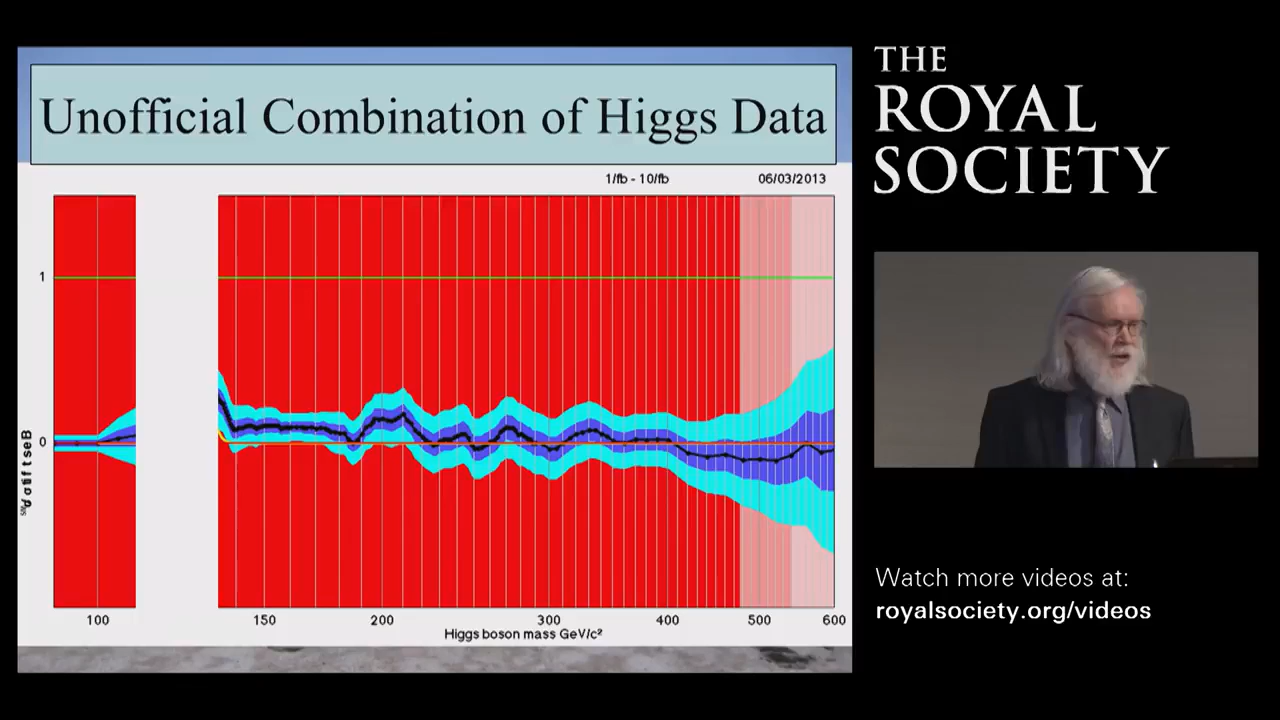 Unofficial Combination of Higgs Data
1/fb - 10/fb
06/03/2013
1
0
100
150
200
300
400
500
600
Higgs boson mass GeV/c²
THE
ROYAL
SOCIETY
Watch more videos at:
royalsociety.org/videos